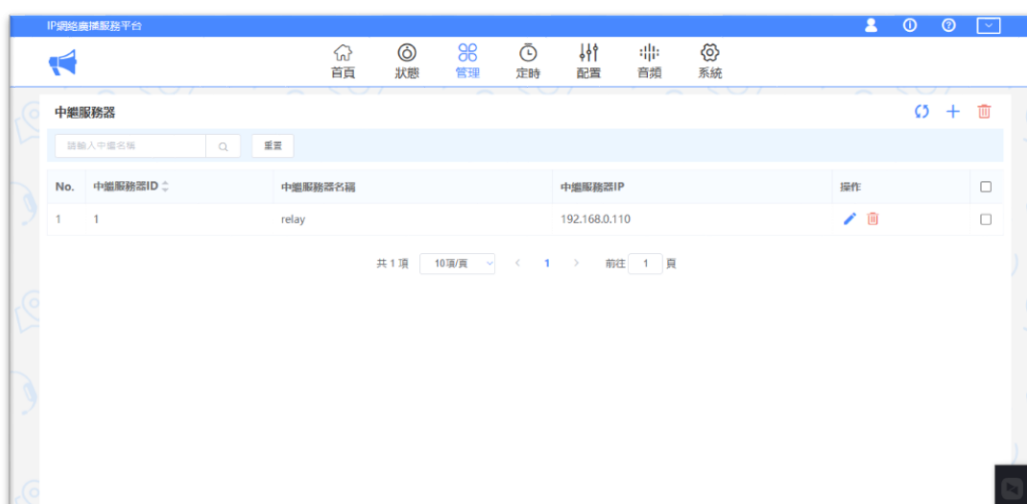 IP網絡廣播服務平台
首頁 狀態 管理 定時 配置 音頻 系統
中繼服務器
請輸入中繼名稱 重置
No. 中繼服務器ID 中繼服務器名稱 中繼服務器IP 操作
1 1 relay 192.168.0.110
共 1 項 10項/頁 1 前往 1 頁